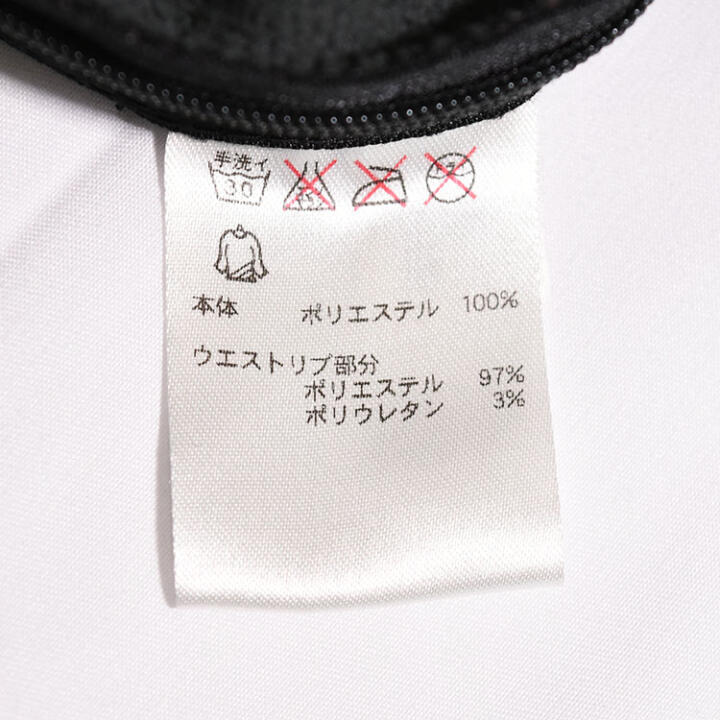 手洗イ
30
本体 ポリエステル 100%
ウエストリブ部分
ポリエステル 97%
ポリウレタン 3%